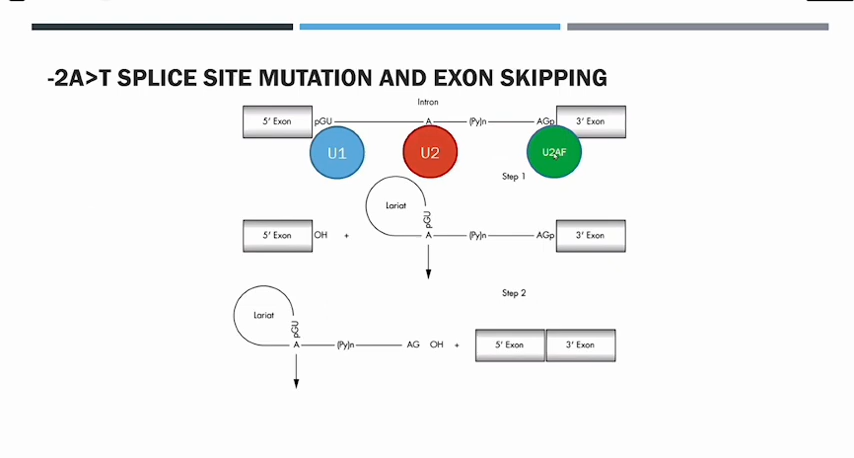 -2A>T SPLICE SITE MUTATION AND EXON SKIPPING
Intron
5' Exon pGU A (Py)n AGp 3' Exon
U1 U2 U2AF
Step 1
Lariat
pGU
5' Exon OH + A (Py)n AGp 3' Exon
Step 2
Lariat
pGU
A (Py)n AG OH + 5' Exon 3' Exon